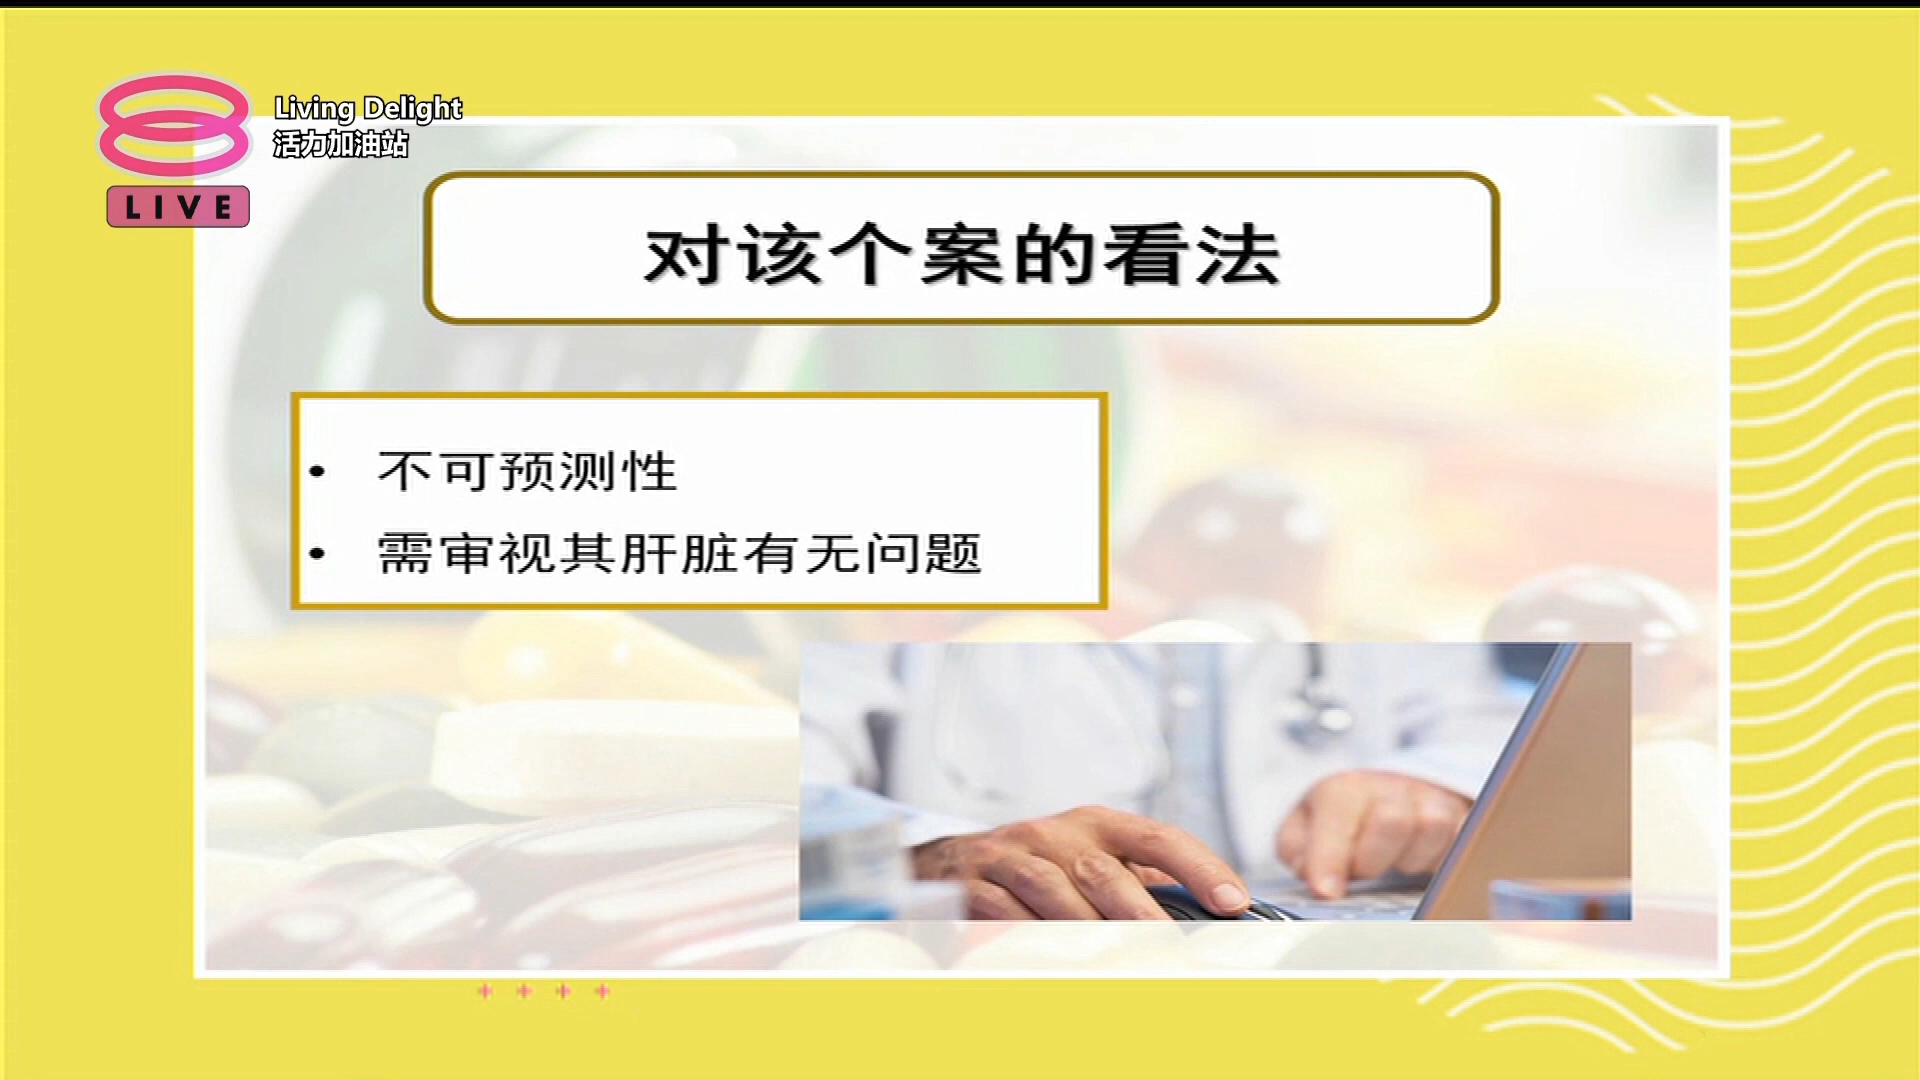 Living Delight
活力加油站
LIVE
对该个案的看法
• 不可预测性
• 需审视其肝脏有无问题